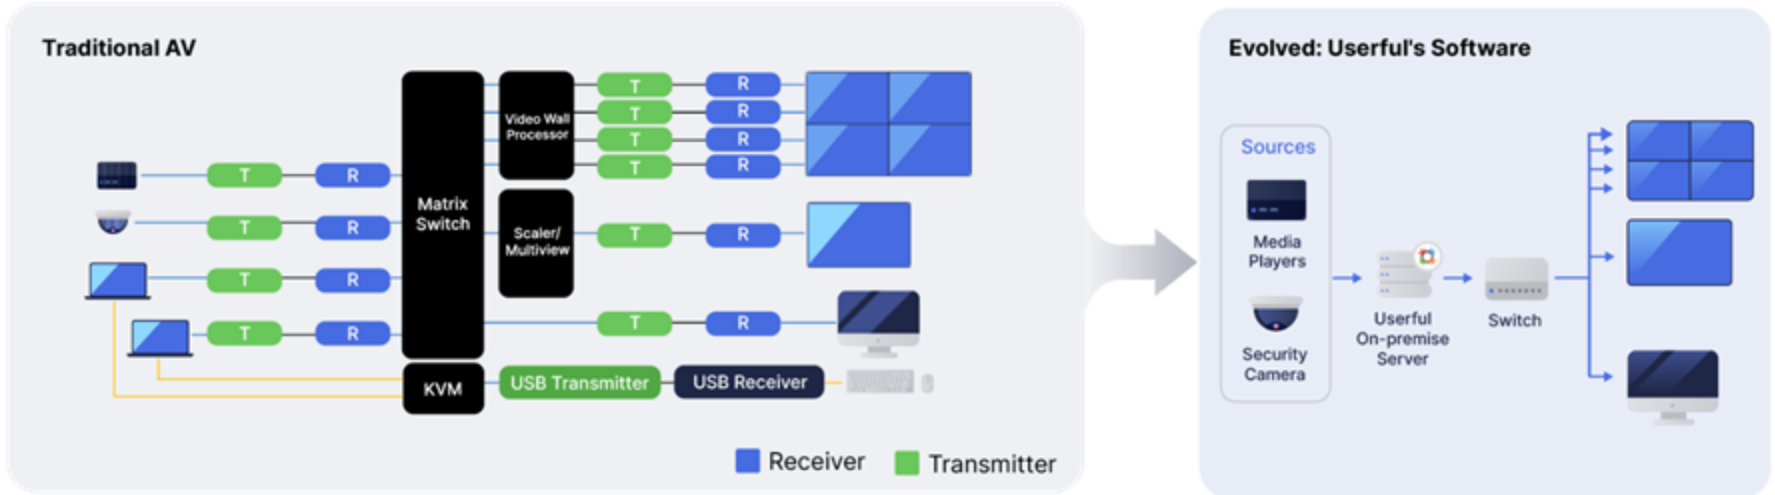 Traditional AV
T R
T R
T R
T R
Matrix
Switch
KVM
Video Wall
Processor
T R
T R
T R
T R
Scaler/
Multiview
T R
T R
USB Transmitter USB Receiver
Receiver Transmitter
Evolved: Userful's Software
Sources
Media
Players
Security
Camera
Userful
On-premise
Server
Switch